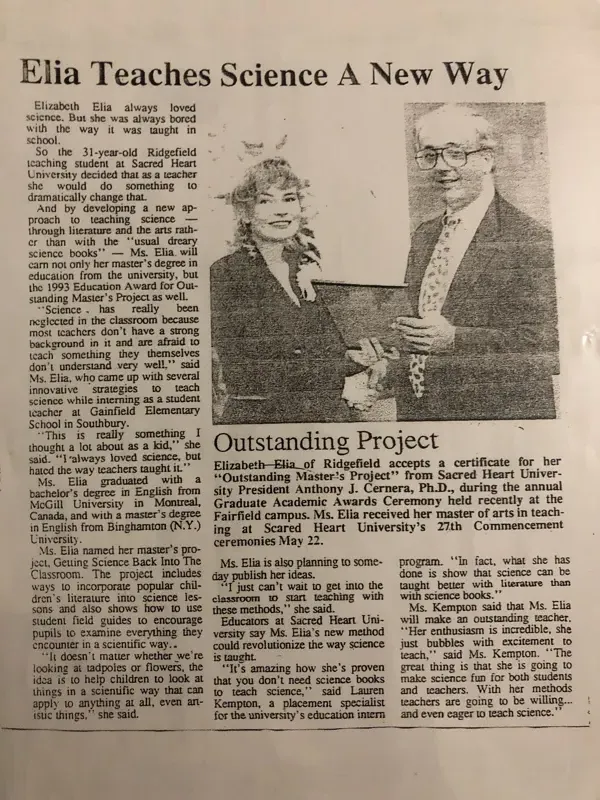 Elia Teaches Science A New Way
Elizabeth Elia always loved
science. But she was always bored
with the way it was taught in
school.
So the 31-year-old Ridgefield
teaching student at Sacred Heart
University decided that as a teacher
she would do something to
dramatically change that.
And by developing a new ap-
proach to teaching science —
through literature and the arts rath-
er than with the "usual dreary
science books" — Ms. Elia will
earn not only her master's degree in
education from the university, but
the 1993 Education Award for Out-
standing Master's Project as well.
"Science has really been
neglected in the classroom because
most teachers don't have a strong
background in it and are afraid to
teach something they themselves
don't understand very well," said
Ms. Elia, who came up with several
innovative strategies to teach
science while interning as a student
teacher at Gainfield Elementary
School in Southbury.
"This is really something I
thought a lot about as a kid," she
said. "I always loved science, but
hated the way teachers taught it."
Ms. Elia graduated with a
bachelor's degree in English from
McGill University in Montreal,
Canada, and with a master's degree
in English from Binghamton (N.Y.)
University.
Ms. Elia named her master's pro-
ject, Getting Science Back Into The
Classroom. The project includes
ways to incorporate popular chil-
dren's literature into science les-
sons and also shows how to use
student field guides to encourage
pupils to examine everything they
encounter in a scientific way..
"It doesn't matter whether we're
looking at tadpoles or flowers, the
idea is to help children to look at
things in a scientific way that can
apply to anything at all, even ar-
tistic things," she said.
Outstanding Project
Elizabeth Elia of Ridgefield accepts a certificate for her
"Outstanding Master's Project" from Sacred Heart Univer-
sity President Anthony J. Cernera, Ph.D., during the annual
Graduate Academic Awards Ceremony held recently at the
Fairfield campus. Ms. Elia received her master of arts in teach-
ing at Scared Heart University's 27th Commencement
ceremonies May 22.
Ms. Elia is also planning to some-
day publish her ideas.
"I just can't wait to get into the
classroom to start teaching with
these methods," she said.
Educators at Sacred Heart Uni-
versity say Ms. Elia's new method
could revolutionize the way science
is taught.
"It's amazing how she's proven
that you don't need science books
to teach science," said Lauren
Kempton, a placement specialist
for the university's education intern
program. "In fact, what she has
done is show that science can be
taught better with literature than
with science books."
Ms. Kempton said that Ms. Elia
will make an outstanding teacher.
"Her enthusiasm is incredible, she
just bubbles with excitement to
teach," said Ms. Kempton. "The
great thing is that she is going to
make science fun for both students
and teachers. With her methods
teachers are going to be willing...
and even eager to teach science."